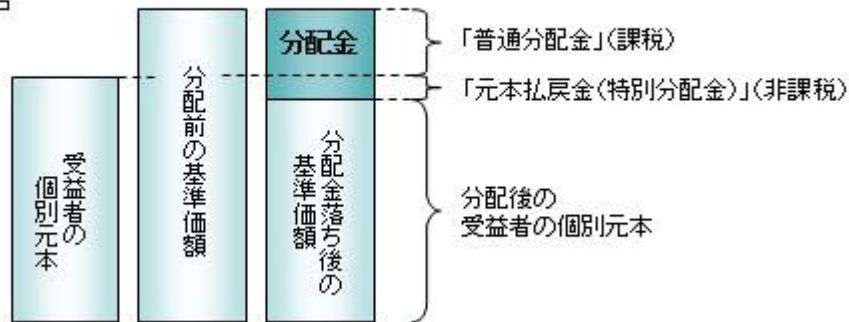 受益者の
個別元本
分配前の基準価額
分配金
分配金落ち後の
基準価額
「普通分配金」(課税)
「元本払戻金(特別分配金)」(非課税)
分配後の
受益者の個別元本